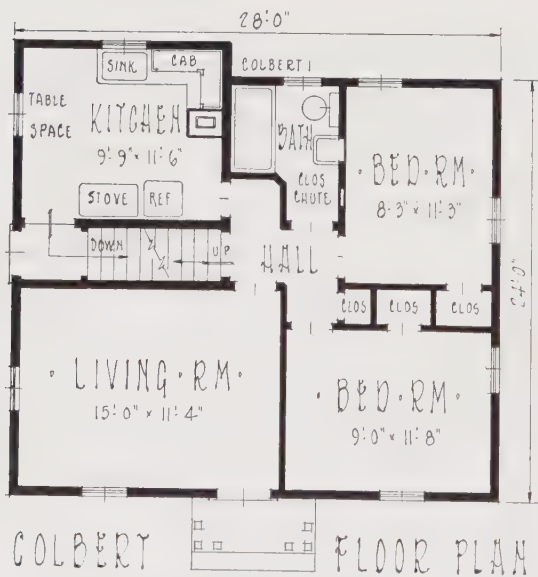 28'-0"
SINK
CAB
COLBERT 1
TABLE
SPACE
KITCHEN
9'-9" x 11'-6"
BATH
CLOS
CHUTE
· BED·RM ·
8'-3" x 11'-3"
STOVE
REF
DOWN
UP
HALL
24'-0"
CLOS
CLOS
CLOS
· LIVING·RM·
15'-0" x 11'-4"
· BED·RM ·
9'-0" x 11'-8"
COLBERT
FLOOR PLAN